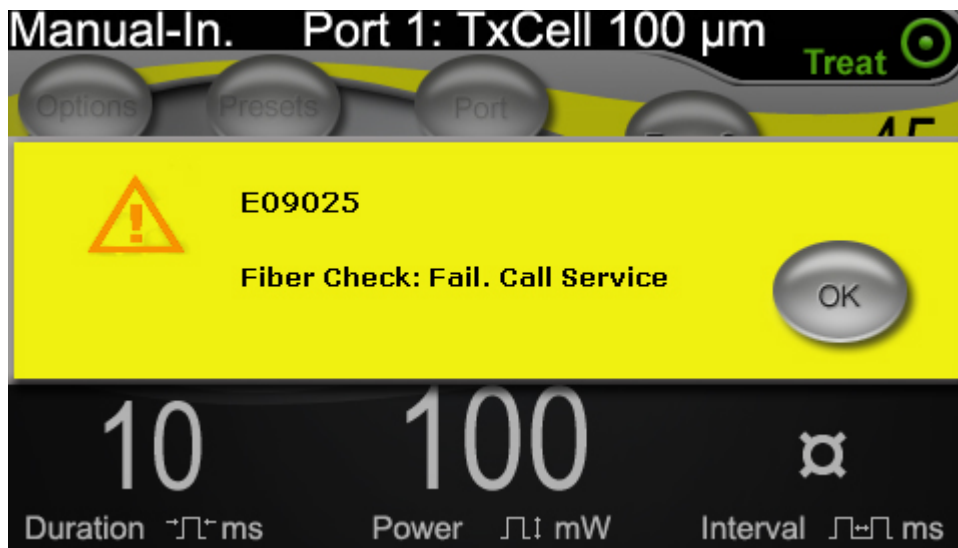 Manual-In. Port 1: TxCell 100 µm
Treat
Options Presets Port
E09025
Fiber Check: Fail. Call Service
OK
10 100 ¤
Duration ms Power mW Interval ms